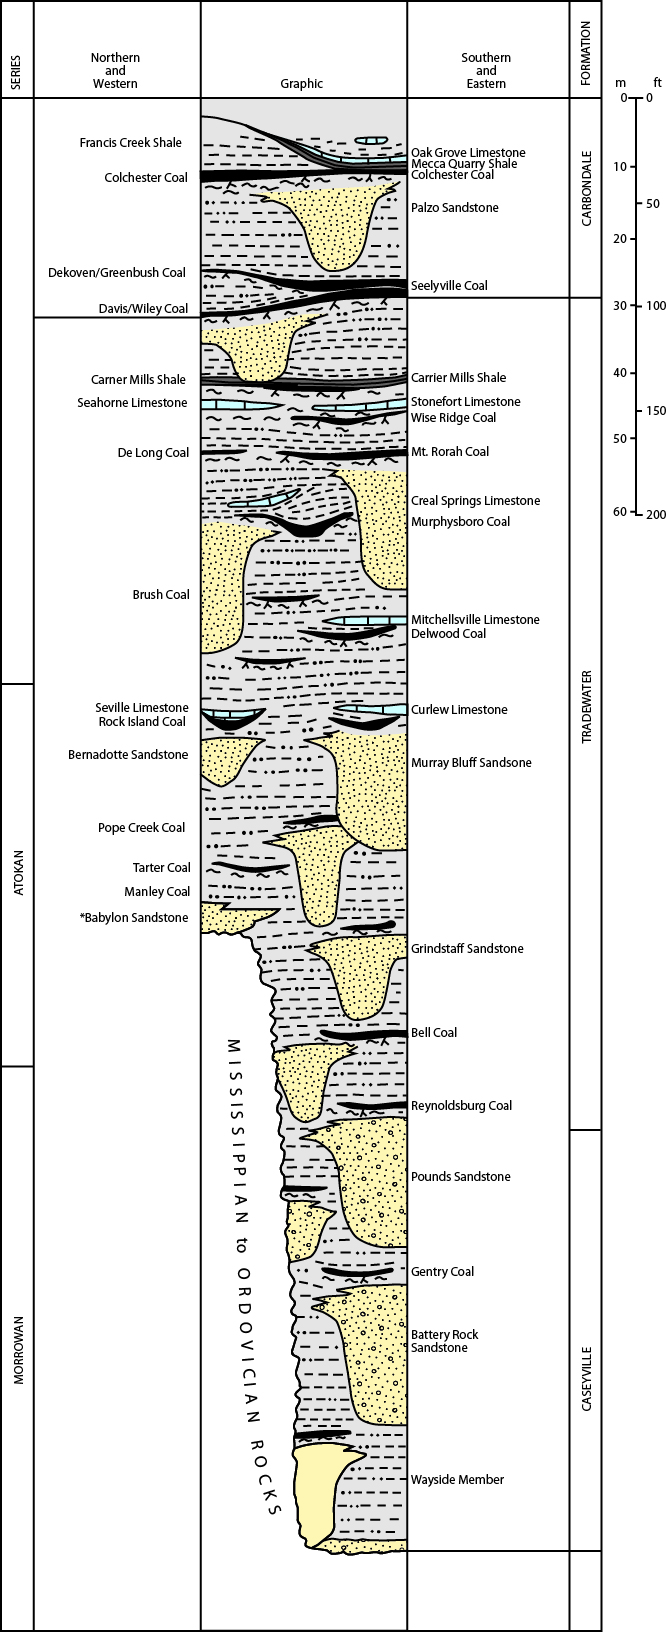 SERIES
Northern
and
Western
Graphic
Southern
and
Eastern
FORMATION
m ft
0 0
10
50
20
30 100
40
150
50
60 200
Francis Creek Shale
Colchester Coal
Dekoven/Greenbush Coal
Davis/Wiley Coal
Carner Mills Shale
Seahorne Limestone
De Long Coal
Brush Coal
Seville Limestone
Rock Island Coal
Bernadotte Sandstone
Pope Creek Coal
Tarter Coal
Manley Coal
*Babylon Sandstone
ATOKAN
MORROWAN
MISSISSIPPIAN to ORDOVICIAN ROCKS
Oak Grove Limestone
Mecca Quarry Shale
Colchester Coal
Palzo Sandstone
Seelyville Coal
Carrier Mills Shale
Stonefort Limestone
Wise Ridge Coal
Mt. Rorah Coal
Creal Springs Limestone
Murphysboro Coal
Mitchellsville Limestone
Delwood Coal
Curlew Limestone
Murray Bluff Sandsone
Grindstaff Sandstone
Bell Coal
Reynoldsburg Coal
Pounds Sandstone
Gentry Coal
Battery Rock
Sandstone
Wayside Member
CARBONDALE
TRADEWATER
CASEYVILLE